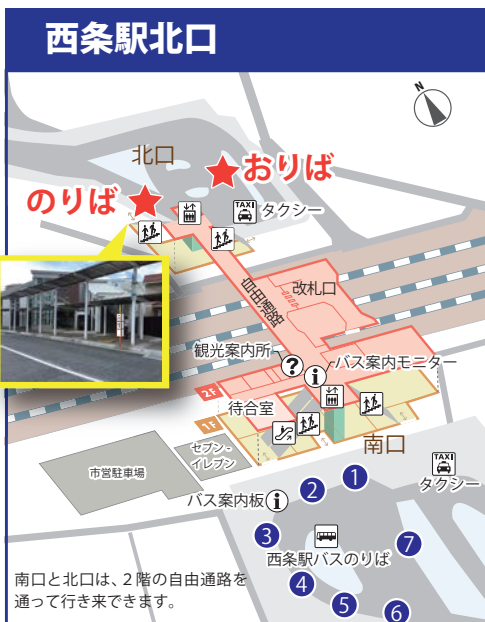 西条駅北口
N
北口
おりば
のりば
TAXI
タクシー
自由通路
改札口
観光案内所
?
i
バス案内モニター
2F
待合室
1F
セブン-
イレブン
南口
市営駐車場
TAXI
タクシー
バス案内板
i
1
2
3
西条駅バスのりば
7
4
5
6
南口と北口は、2階の自由通路を
通って行き来できます。